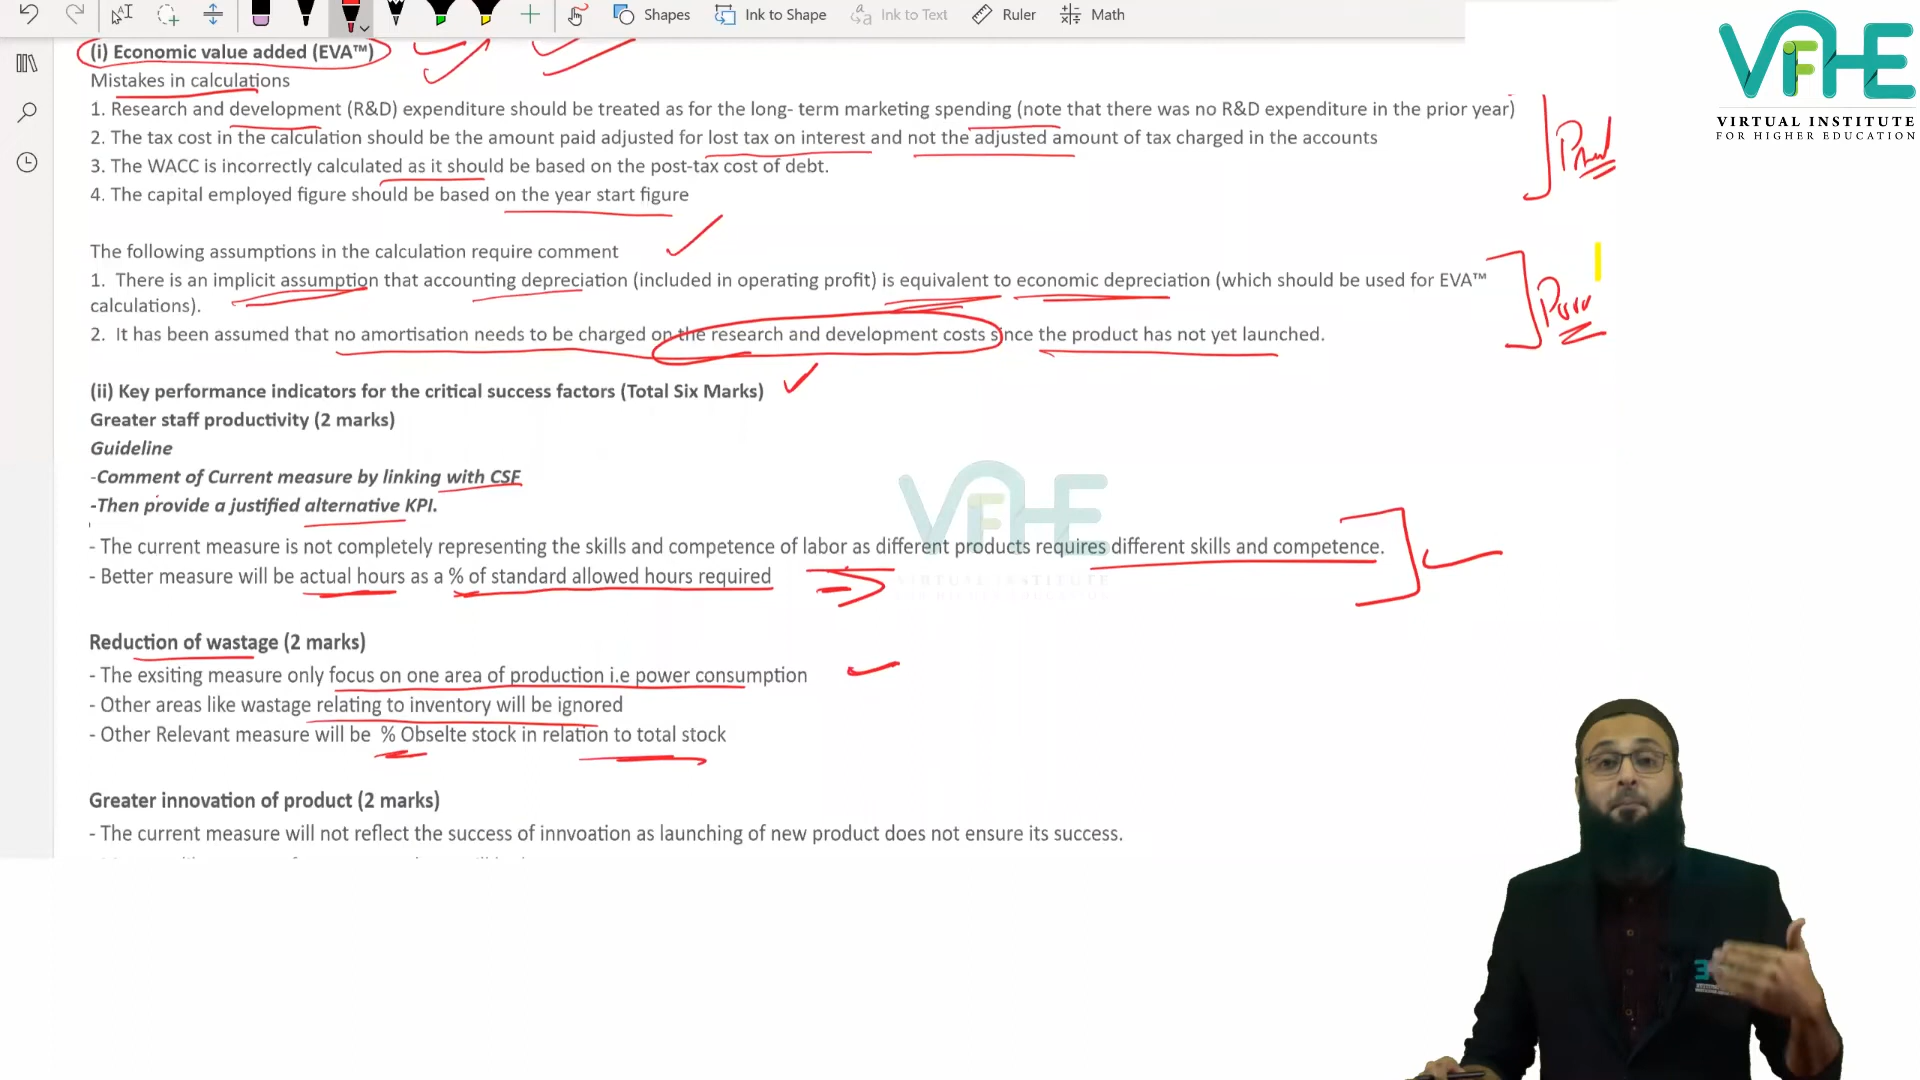 Shapes
Ink to Shape
Ink to Text
Ruler
Math
(i) Economic value added (EVA™)
Mistakes in calculations
1. Research and development (R&D) expenditure should be treated as for the long- term marketing spending (note that there was no R&D expenditure in the prior year)
2. The tax cost in the calculation should be the amount paid adjusted for lost tax on interest and not the adjusted amount of tax charged in the accounts
3. The WACC is incorrectly calculated as it should be based on the post-tax cost of debt.
4. The capital employed figure should be based on the year start figure
The following assumptions in the calculation require comment
1. There is an implicit assumption that accounting depreciation (included in operating profit) is equivalent to economic depreciation (which should be used for EVA™
calculations).
2. It has been assumed that no amortisation needs to be charged on the research and development costs since the product has not yet launched.
(ii) Key performance indicators for the critical success factors (Total Six Marks)
Greater staff productivity (2 marks)
Guideline
-Comment of Current measure by linking with CSF
-Then provide a justified alternative KPI.
- The current measure is not completely representing the skills and competence of labor as different products requires different skills and competence.
- Better measure will be actual hours as a % of standard allowed hours required
Reduction of wastage (2 marks)
- The exsiting measure only focus on one area of production i.e power consumption
- Other areas like wastage relating to inventory will be ignored
- Other Relevant measure will be % Obselte stock in relation to total stock
Greater innovation of product (2 marks)
- The current measure will not reflect the success of innvoation as launching of new product does not ensure its success.
VIFHE
VIRTUAL INSTITUTE
FOR HIGHER EDUCATION